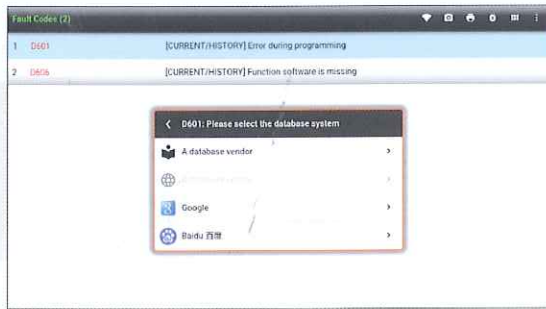 Fault Codes (2)
1 D601 [CURRENT/HISTORY] Error during programming
2 D606 [CURRENT/HISTORY] Function software is missing
D601: Please select the database system
A database vendor
Google
Baidu 百度